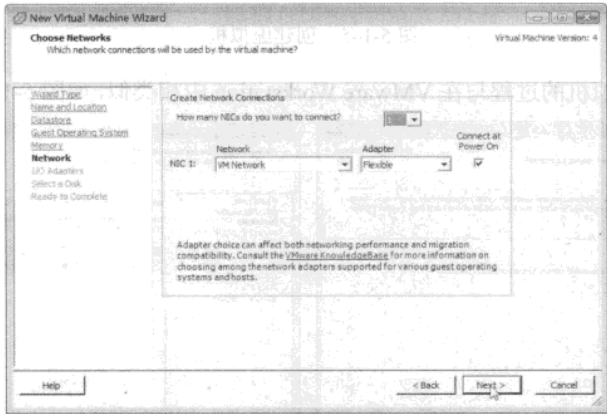 New Virtual Machine Wizard
Choose Networks
Which network connections will be used by the virtual machine?
Virtual Machine Version: 4
Wizard Type
Name and Location
Datastore
Guest Operating System
Memory
Network
I/O Adapters
Select a Disk
Ready to Complete
Create Network Connections
How many NICs do you want to connect?
Network
Adapter
Connect at
Power On
NIC 1:
VM Network
Flexible
Adapter choice can affect both networking performance and migration
compatibility. Consult the VMware KnowledgeBase for more information on
choosing among the network adapters supported for various guest operating
systems and hosts.
Help
< Back
Next >
Cancel